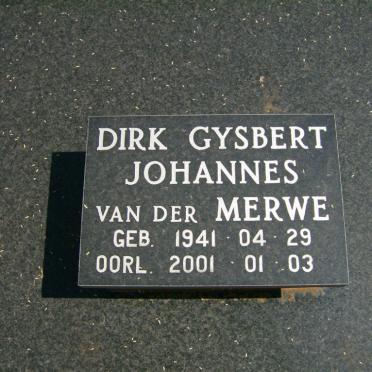 DIRK GYSBERT
JOHANNES
VAN DER MERWE
GEB. 1941 04 29
OORL. 2001 01 03